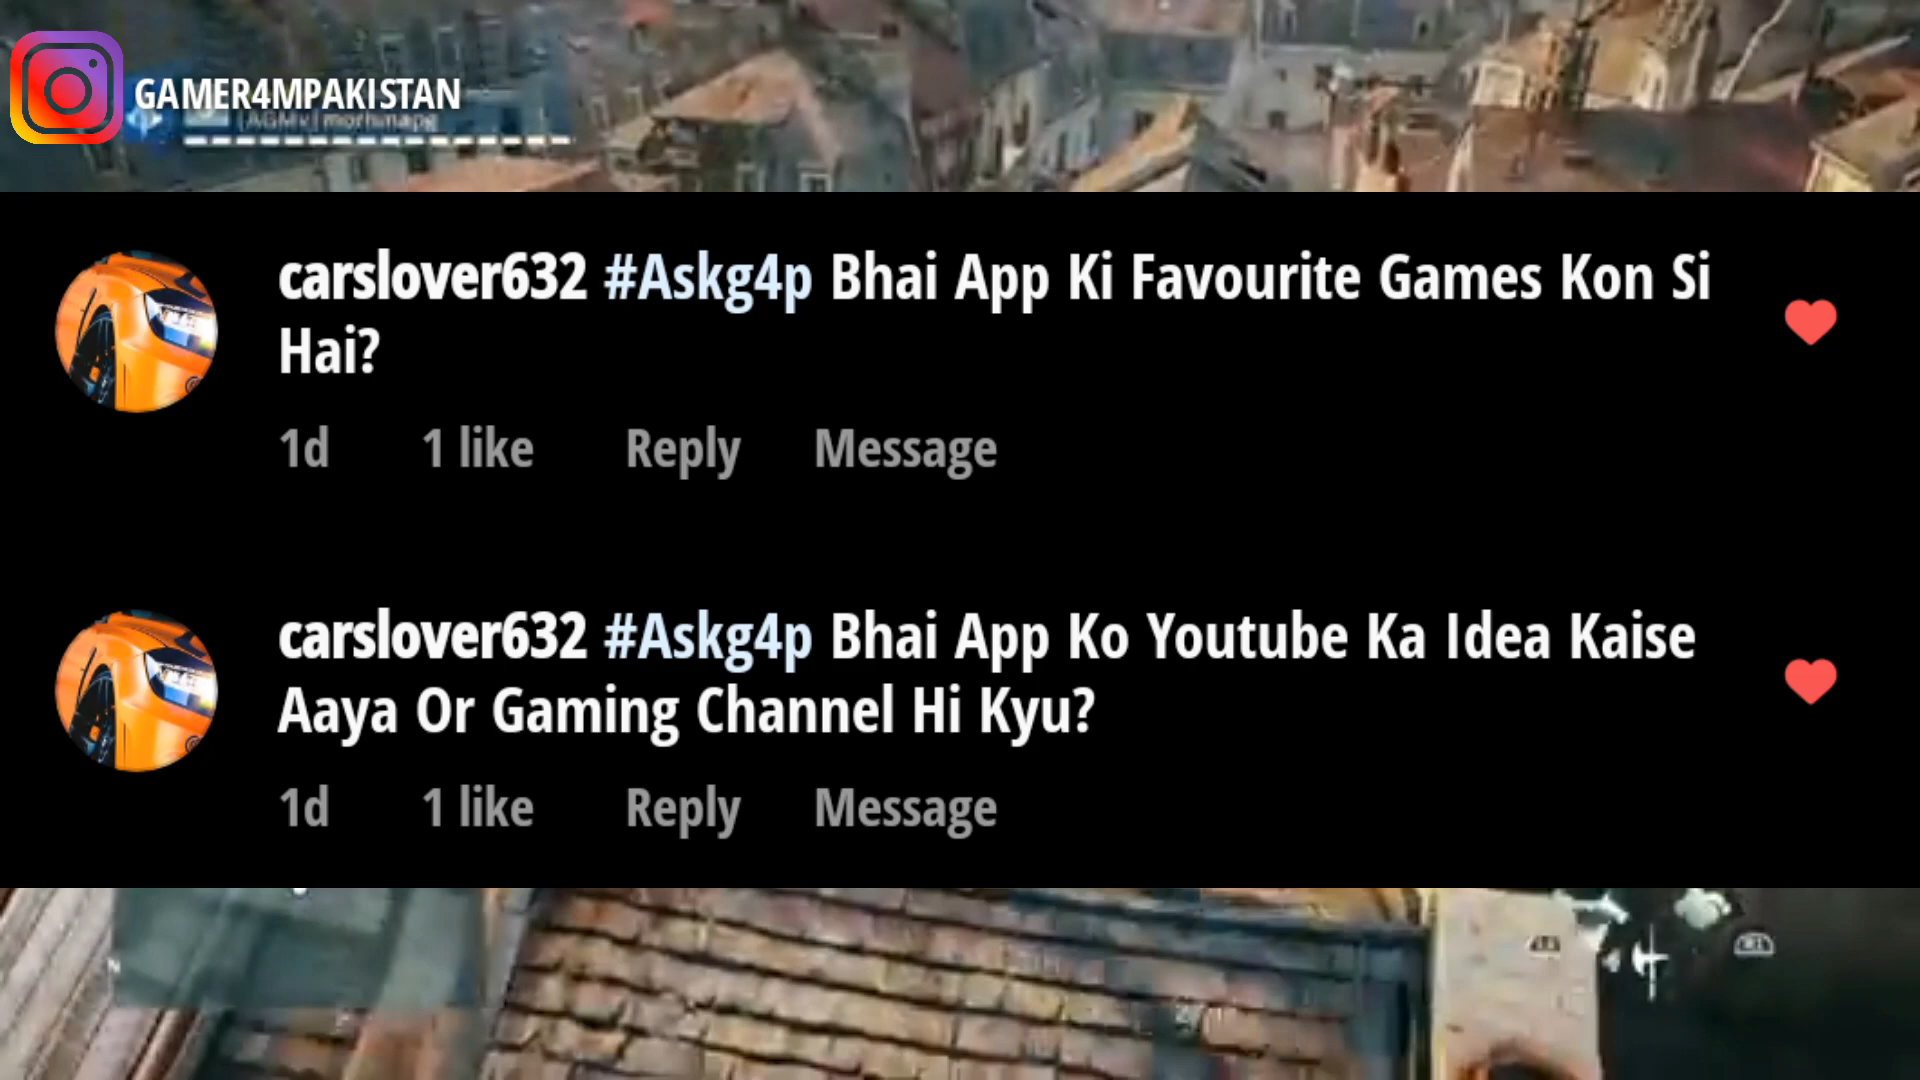 GAMER4MPAKISTAN
carslover632 #Askg4p Bhai App Ki Favourite Games Kon Si
Hai?
1d 1 like Reply Message
carslover632 #Askg4p Bhai App Ko Youtube Ka Idea Kaise
Aaya Or Gaming Channel Hi Kyu?
1d 1 like Reply Message
N